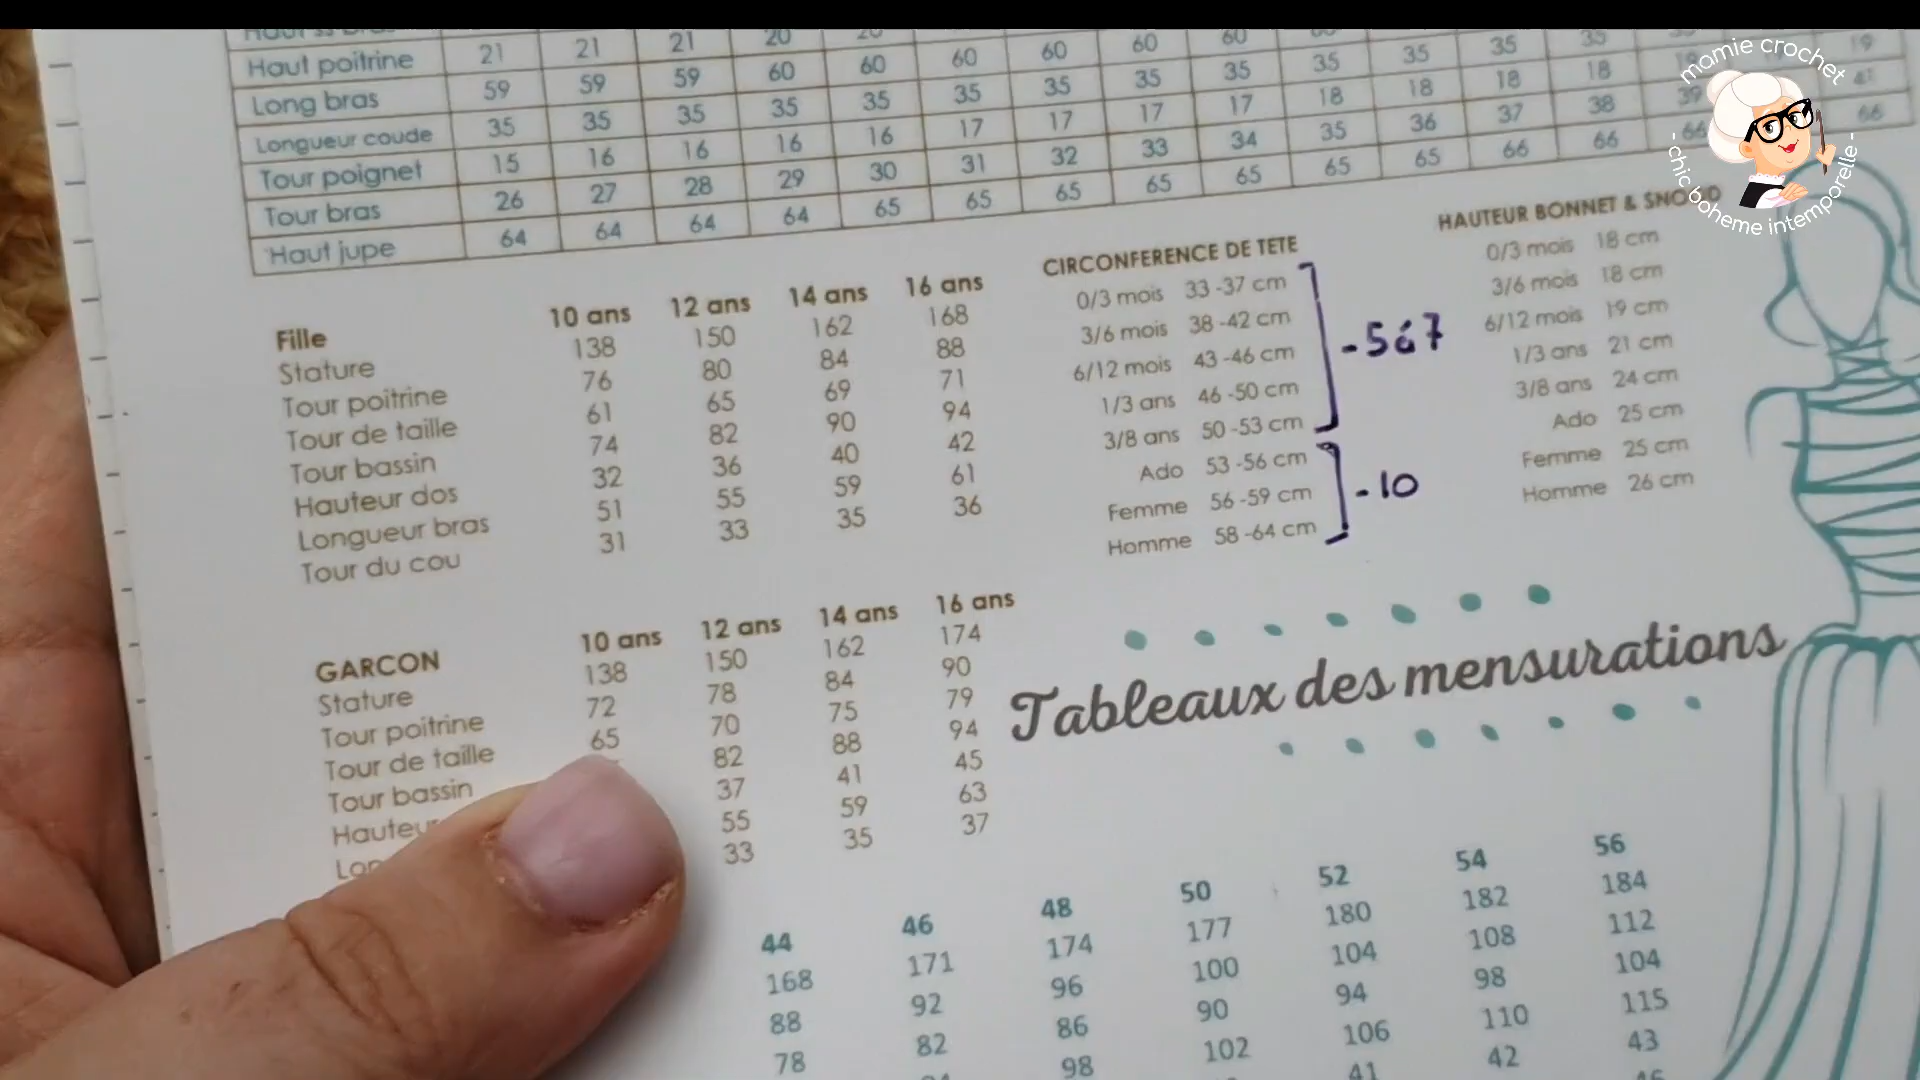 Haut poitrine 21 21 21 20 20
Long bras 59 59 59 60 60 60 60 60 60
Longueur coude 35 35 35 35 35 35 35 35 35 35 35 35 35
Tour poignet 15 16 16 16 16 17 17 17 17 18 18 18 18
Tour bras 26 27 28 29 30 31 32 33 34 35 36 37 38 39
Haut jupe 64 64 64 64 65 65 65 65 65 65 65 66 66 66 66
Fille 10 ans 12 ans 14 ans 16 ans
Stature 138 150 162 168
Tour poitrine 76 80 84 88
Tour de taille 61 65 69 71
Tour bassin 74 82 90 94
Hauteur dos 32 36 40 42
Longueur bras 51 55 59 61
Tour du cou 31 33 35 36
CIRCONFERENCE DE TETE
0/3 mois 33 -37 cm
3/6 mois 38 -42 cm
6/12 mois 43 -46 cm
1/3 ans 46 -50 cm
3/8 ans 50 -53 cm
- 5 à 7
Ado 53 -56 cm
Femme 56 -59 cm
Homme 58 -64 cm
- 10
HAUTEUR BONNET &
0/3 mois 18 cm
3/6 mois 18 cm
6/12 mois 19 cm
1/3 ans 21 cm
3/8 ans 24 cm
Ado 25 cm
Femme 25 cm
Homme 26 cm
GARCON 10 ans 12 ans 14 ans 16 ans
Stature 138 150 162 174
Tour poitrine 72 78 84 90
Tour de taille 65 70 75 79
Tour bassin 82 88 94
37 41 45
55 59 63
33 35 37
Tableaux des mensurations
44 46 48 50 52 54 56
168 171 174 177 180 182 184
88 92 96 100 104 108 112
78 82 86 90 94 98 104
98 102 106 110 115
41 42 43
mamie crochet
- chic boheme intemporelle -